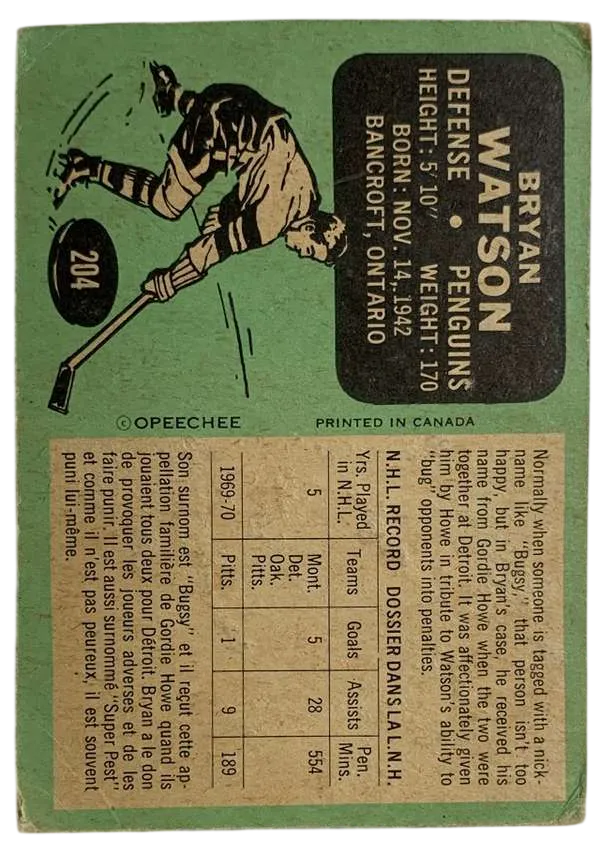 BRYAN
WATSON
DEFENSE • PENGUINS
HEIGHT: 5'10" WEIGHT: 170
BORN: NOV. 14, 1942
BANCROFT, ONTARIO
204
© OPEECHEE PRINTED IN CANADA
Normally when someone is tagged with a nick-
name like "Bugsy," that person isn't too
happy, but in Bryan's case, he received his
name from Gordie Howe when the two were
together at Detroit. It was affectionately given
him by Howe in tribute to Watson's ability to
"bug" opponents into penalties.
N.H.L. RECORD DOSSIER DANS LA L.N.H.
Yrs. Played in N.H.L. Teams Goals Assists Pen. Mins.
5 Mont. 5 28 554
Det.
Oak.
Pitts.
1969-70 Pitts. 1 9 189
Son surnom est "Bugsy" et il reçut cette ap-
pellation familière de Gordie Howe quand ils
jouaient tous deux pour Détroit. Bryan a le don
de provoquer les joueurs adverses et de les
faire punir. Il est aussi surnommé "Super Pest"
et comme il n'est pas peureux, il est souvent
puni lui-même.